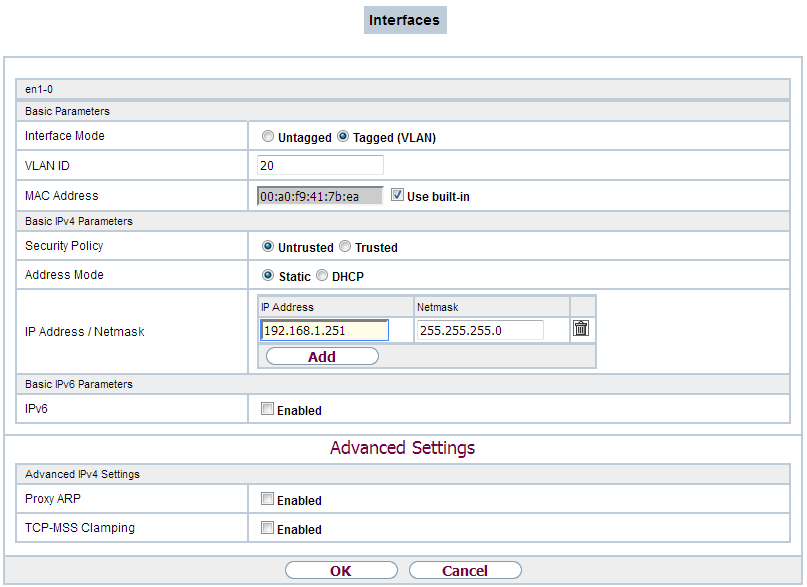 Interfaces
en1-0
Basic Parameters
Interface Mode Untagged Tagged (VLAN)
VLAN ID 20
MAC Address 00:a0:f9:41:7b:ea Use built-in
Basic IPv4 Parameters
Security Policy Untrusted Trusted
Address Mode Static DHCP
IP Address Netmask
IP Address / Netmask 192.168.1.251 255.255.255.0
Add
Basic IPv6 Parameters
IPv6 Enabled
Advanced Settings
Advanced IPv4 Settings
Proxy ARP Enabled
TCP-MSS Clamping Enabled
OK Cancel